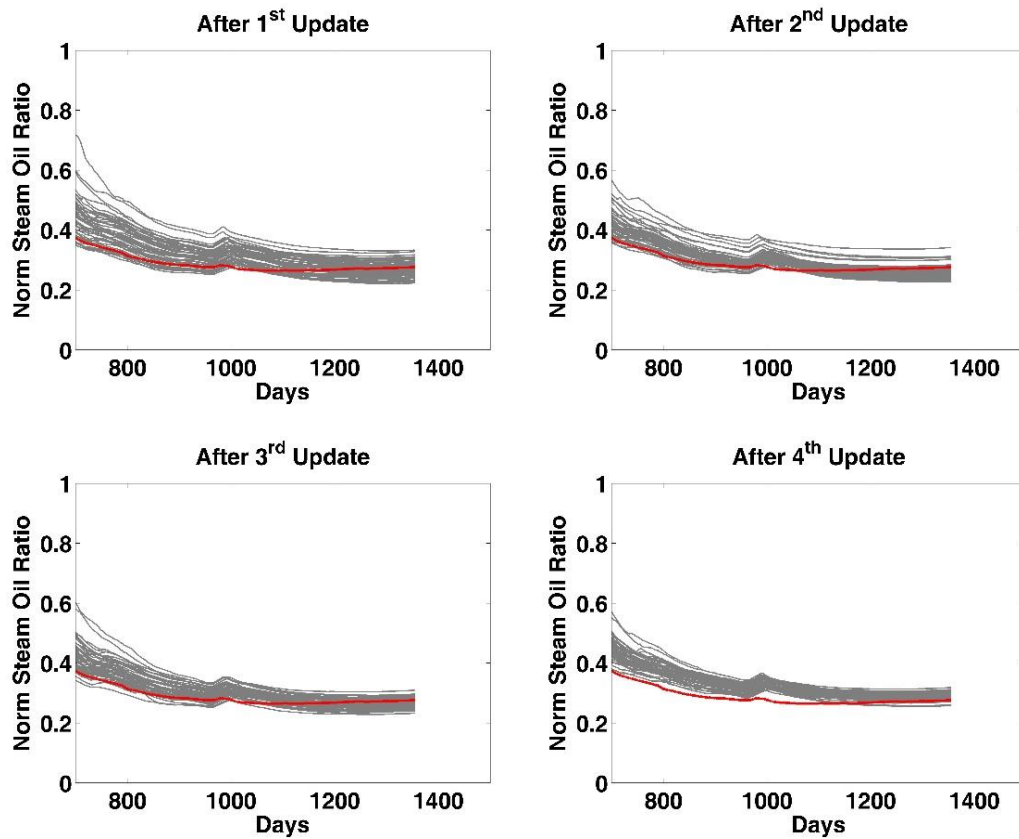 After 1st Update
1
0.8
0.6
0.4
0.2
0
Norm Steam Oil Ratio
800 1000 1200 1400
Days
After 2nd Update
1
0.8
0.6
0.4
0.2
0
Norm Steam Oil Ratio
800 1000 1200 1400
Days
After 3rd Update
1
0.8
0.6
0.4
0.2
0
Norm Steam Oil Ratio
800 1000 1200 1400
Days
After 4th Update
1
0.8
0.6
0.4
0.2
0
Norm Steam Oil Ratio
800 1000 1200 1400
Days